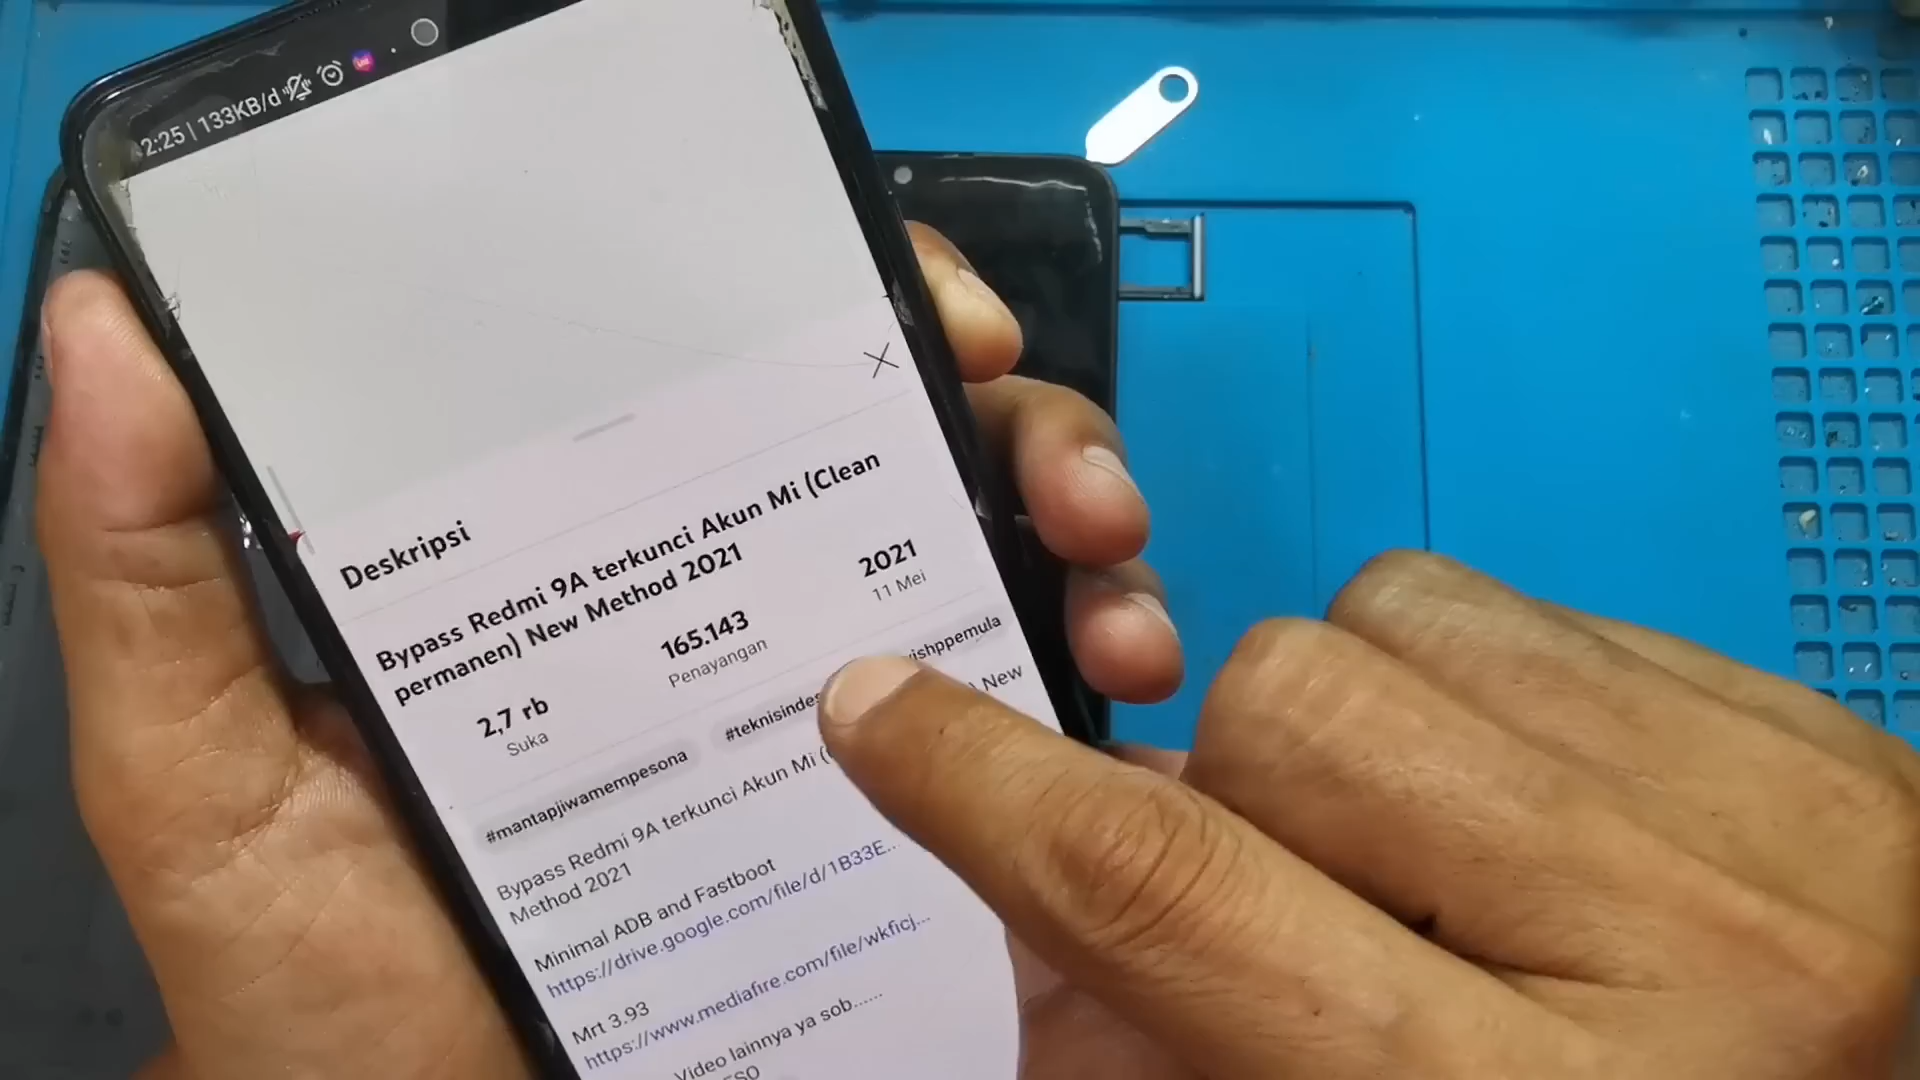 2:25 | 133KB/d
Deskripsi
Bypass Redmi 9A terkunci Akun Mi (Clean
permanen) New Method 2021
2,7 rb
Suka
165.143
Penayangan
2021
11 Mei
#mantapjiwamempesona
#teknisindes
ishppemula
Bypass Redmi 9A terkunci Akun Mi (
New
Method 2021
Minimal ADB and Fastboot
https://drive.google.com/file/d/1B33E...
Mrt 3.93
https://www.mediafire.com/file/wkficj...
Video lainnya ya sob......